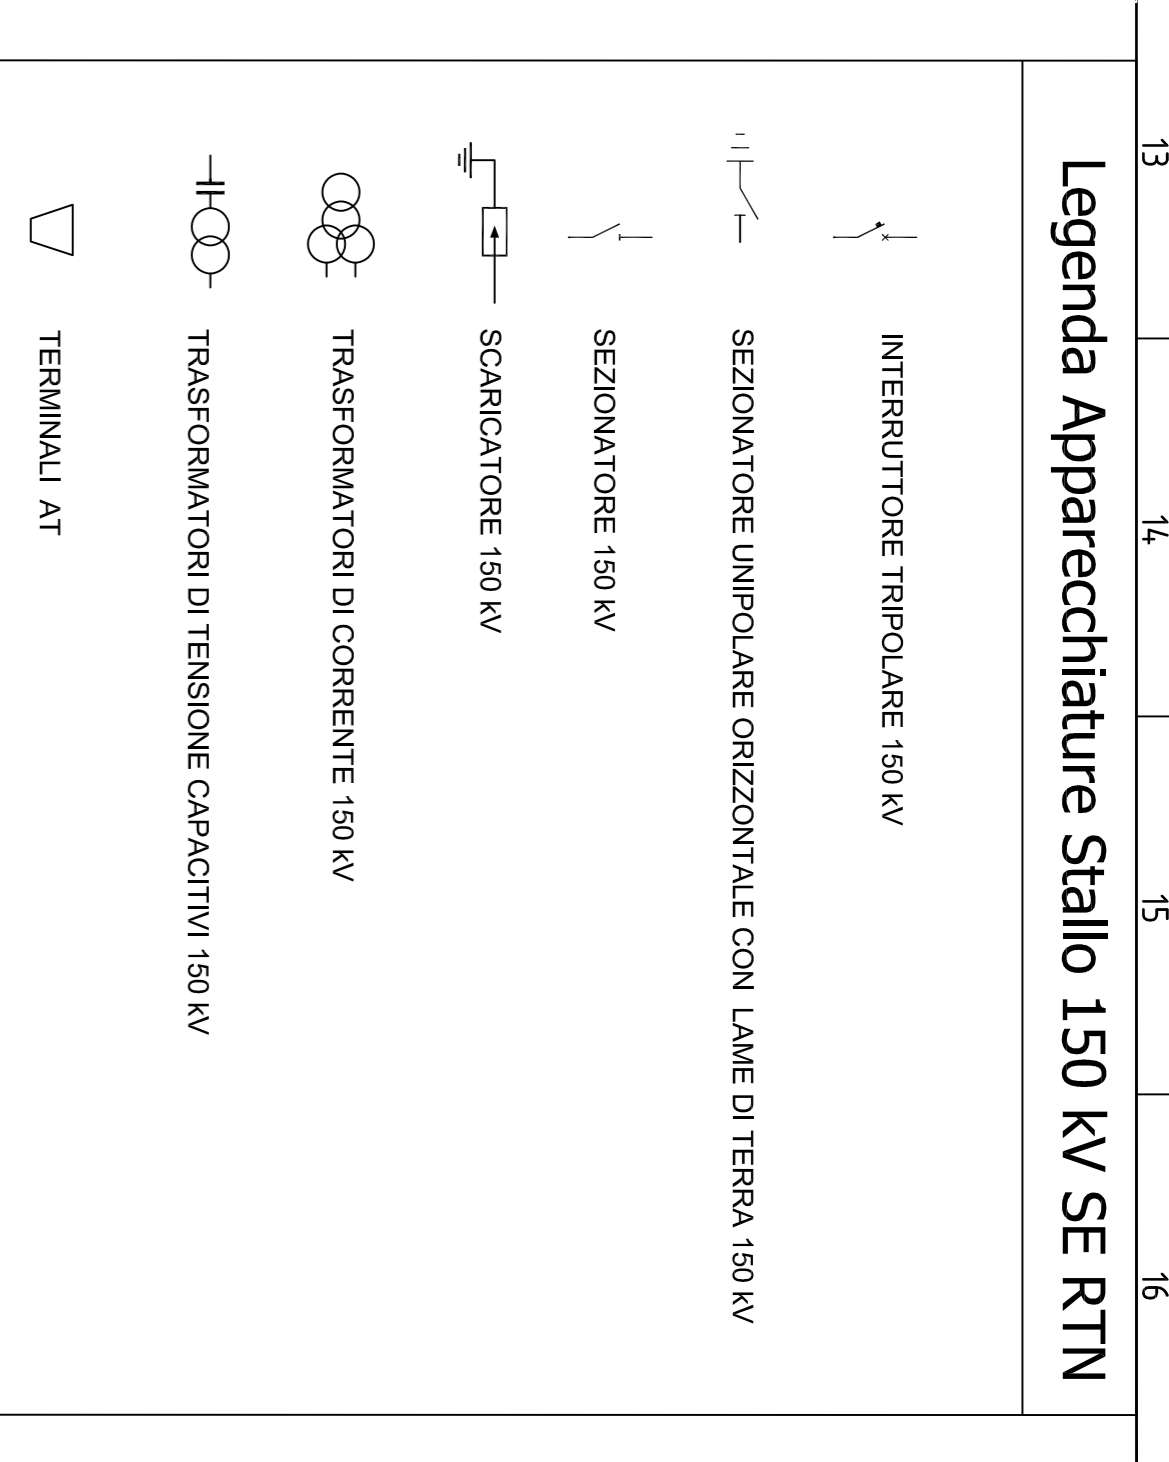 13
14
15
16
Legenda Apparecchiature Stallo 150 kV SE RTN
INTERRUTTORE TRIPOLARE 150 kV
SEZIONATORE UNIPOLARE ORIZZONTALE CON LAME DI TERRA 150 kV
SEZIONATORE 150 kV
SCARICATORE 150 kV
TRASFORMATORI DI CORRENTE 150 kV
TRASFORMATORI DI TENSIONE CAPACITIVI 150 kV
TERMINALI AT